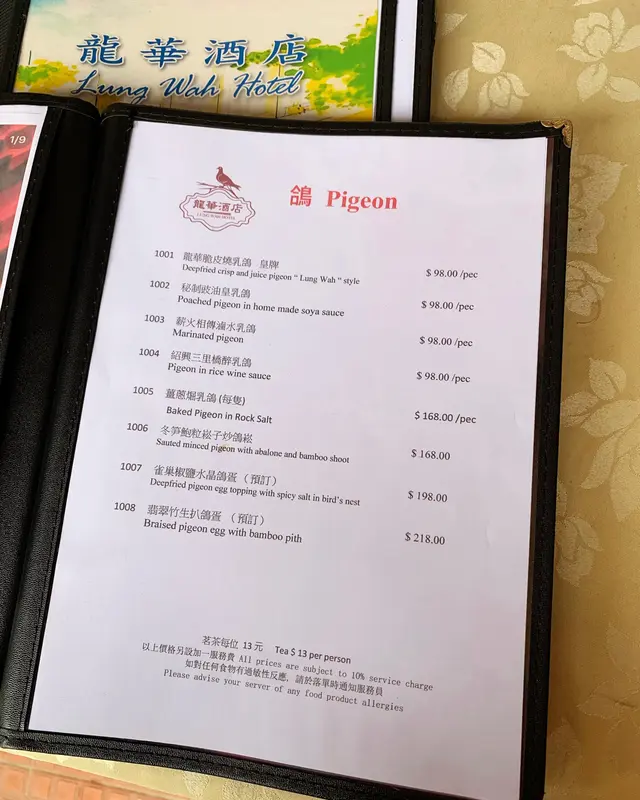 龍華酒店
Lung Wah Hotel
1/9
龍華酒店
LUNG WAH HOTEL
鴿 Pigeon
1001 龍華脆皮燒乳鴿 皇牌
Deepfried crisp and juice pigeon " Lung Wah " style $ 98.00 /pec
1002 秘制豉油皇乳鴿
Poached pigeon in home made soya sauce $ 98.00 /pec
1003 薪火相傳滷水乳鴿
Marinated pigeon $ 98.00 /pec
1004 紹興三里橋醉乳鴿
Pigeon in rice wine sauce $ 98.00 /pec
1005 薑蔥焗乳鴿 (每隻)
Baked Pigeon in Rock Salt $ 168.00 /pec
1006 冬笋鮑粒崧子炒鴿崧
Sauted minced pigeon with abalone and bamboo shoot $ 168.00
1007 雀巢椒鹽水晶鴿蛋（預訂）
Deepfried pigeon egg topping with spicy salt in bird's nest $ 198.00
1008 翡翠竹生扒鴿蛋 （預訂）
Braised pigeon egg with bamboo pith $ 218.00
茗茶每位 13 元 Tea $ 13 per person
以上價格另設加一服務費 All prices are subject to 10% service charge
如對任何食物有過敏性反應, 請於落單時通知服務員
Please advise your server of any food product allergies